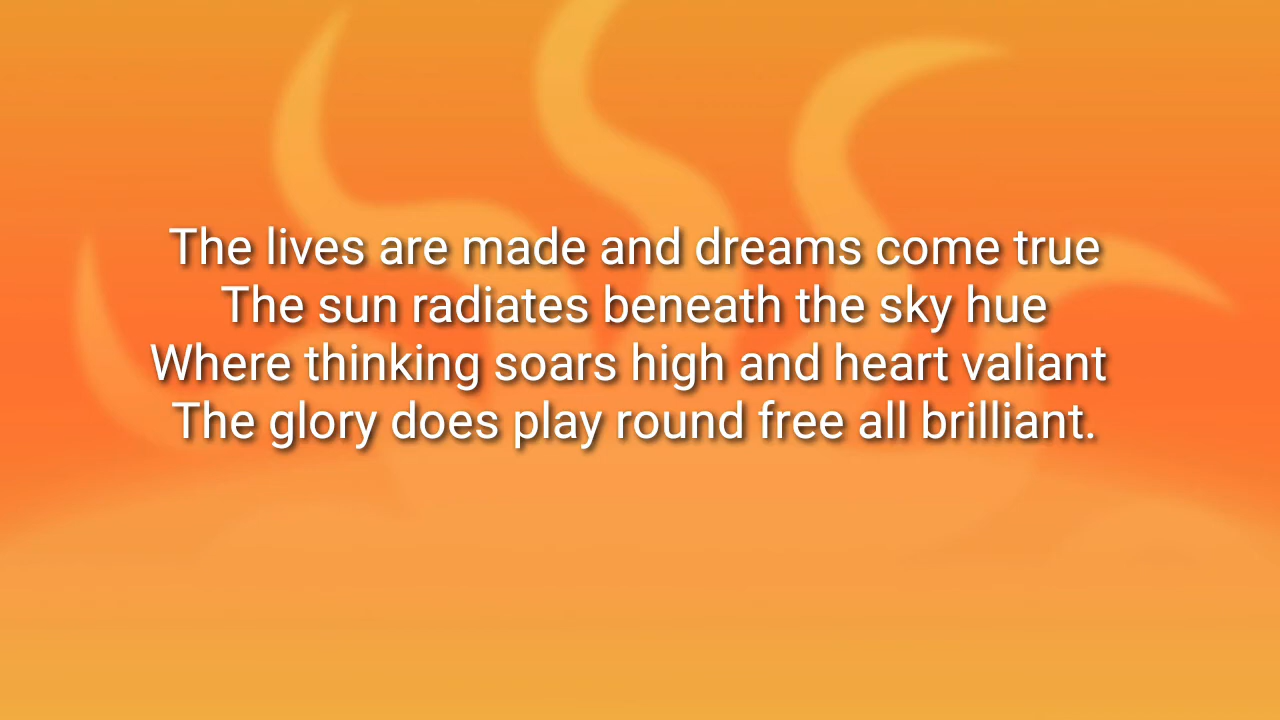 The lives are made and dreams come true
The sun radiates beneath the sky hue
Where thinking soars high and heart valiant
The glory does play round free all brilliant.